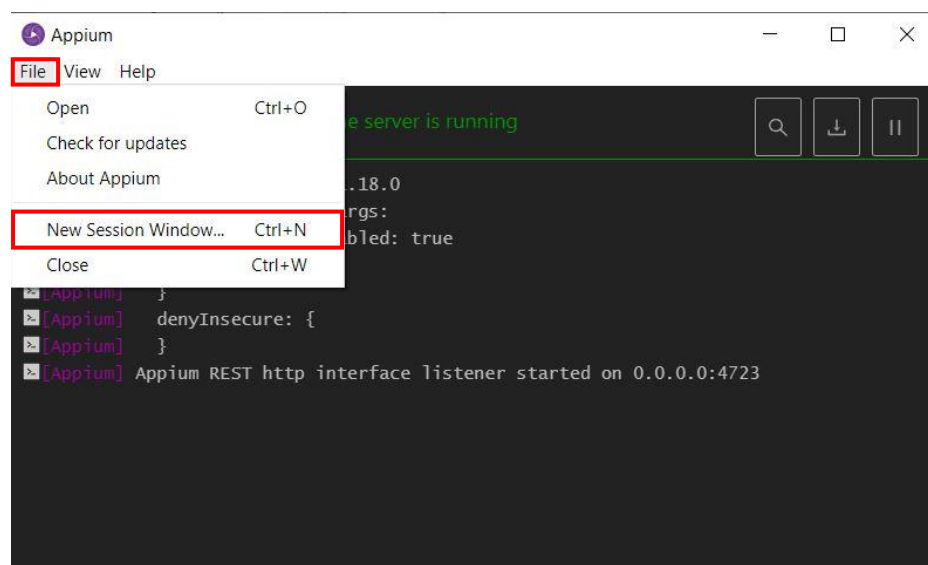 Appium
File View Help
Open Ctrl+O
Check for updates
About Appium
New Session Window... Ctrl+N
Close Ctrl+W
e server is running
.18.0
rgs:
bled: true
[Appium] }
[Appium] denyInsecure: {
[Appium] }
[Appium] Appium REST http interface listener started on 0.0.0.0:4723